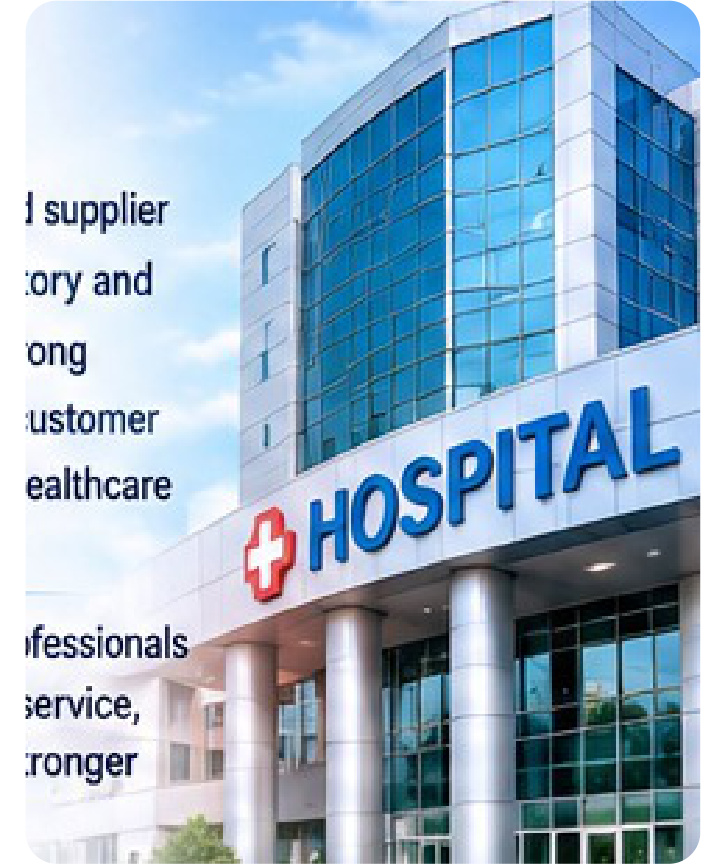 d supplier
tory and
rong
customer
ealthcare
HOSPITAL
ofessionals
service,
tronger